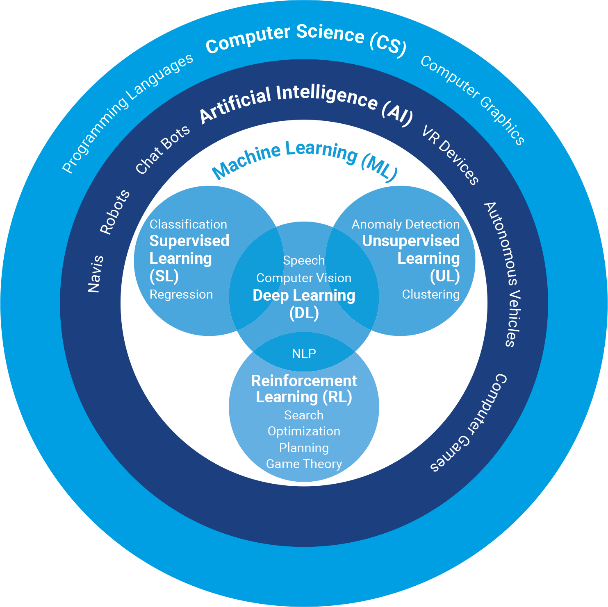 Computer Science (CS)
Programming Languages
Computer Graphics
Artificial Intelligence (AI)
Chat Bots
VR Devices
Robots
Autonomous Vehicles
Navis
Computer Games
Machine Learning (ML)
Classification
Supervised
Learning
(SL)
Regression
Anomaly Detection
Unsupervised
Learning
(UL)
Clustering
Speech
Computer Vision
Deep Learning
(DL)
NLP
Reinforcement
Learning (RL)
Search
Optimization
Planning
Game Theory